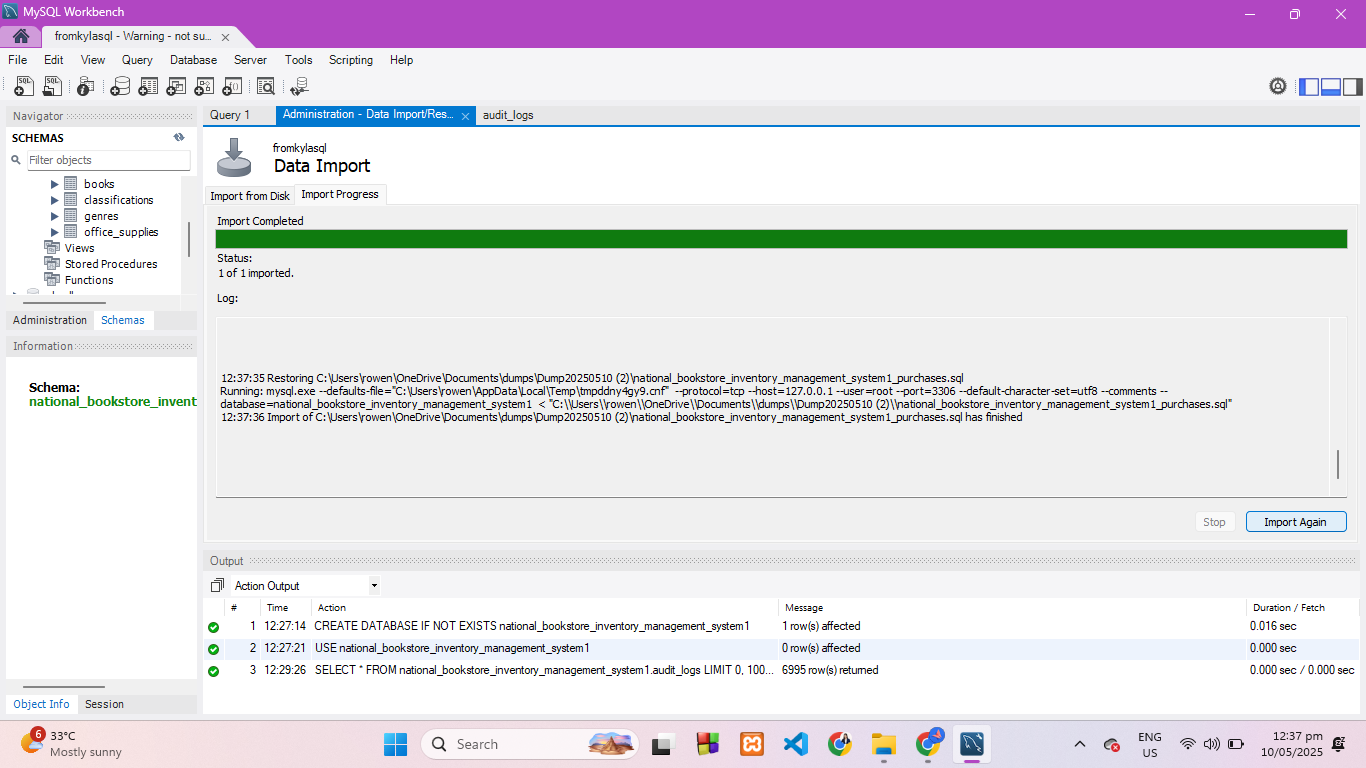 MySQL Workbench
fromkylasql - Warning - not su...
File Edit View Query Database Server Tools Scripting Help
Navigator
SCHEMAS
Filter objects
books
classifications
genres
office_supplies
Views
Stored Procedures
Functions
Administration Schemas
Information
Schema:
national_bookstore_invent
Object Info Session
Query 1 Administration - Data Import/Res... audit_logs
fromkylasql
Data Import
Import from Disk Import Progress
Import Completed
Status:
1 of 1 imported.
Log:
12:37:35 Restoring C:\Users\rowen\OneDrive\Documents\dumps\Dump20250510 (2)\national_bookstore_inventory_management_system1_purchases.sql
Running: mysql.exe --defaults-file="C:\Users\rowen\AppData\Local\Temp\tmpddny4gy9.cnf" --protocol=tcp --host=127.0.0.1 --user=root --port=3306 --default-character-set=utf8 --comments --
database=national_bookstore_inventory_management_system1 < "C:\\Users\\rowen\\OneDrive\\Documents\\dumps\\Dump20250510 (2)\\national_bookstore_inventory_management_system1_purchases.sql"
12:37:36 Import of C:\Users\rowen\OneDrive\Documents\dumps\Dump20250510 (2)\national_bookstore_inventory_management_system1_purchases.sql has finished
Stop Import Again
Output
Action Output
# Time Action Message Duration / Fetch
1 12:27:14 CREATE DATABASE IF NOT EXISTS national_bookstore_inventory_management_system1 1 row(s) affected 0.016 sec
2 12:27:21 USE national_bookstore_inventory_management_system1 0 row(s) affected 0.000 sec
3 12:29:26 SELECT * FROM national_bookstore_inventory_management_system1.audit_logs LIMIT 0, 100... 6995 row(s) returned 0.000 sec / 0.000 sec
6
33°C
Mostly sunny
Search
ENG
US
12:37 pm
10/05/2025